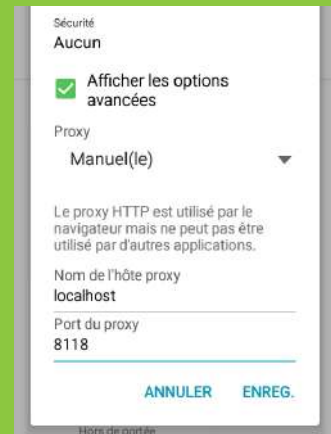 Sécurité
Aucun
Afficher les options
avancées
Proxy
Manuel(le)
Le proxy HTTP est utilisé par le
navigateur mais ne peut pas être
utilisé par d'autres applications.
Nom de l'hôte proxy
localhost
Port du proxy
8118
ANNULER ENREG.
Hors de portée